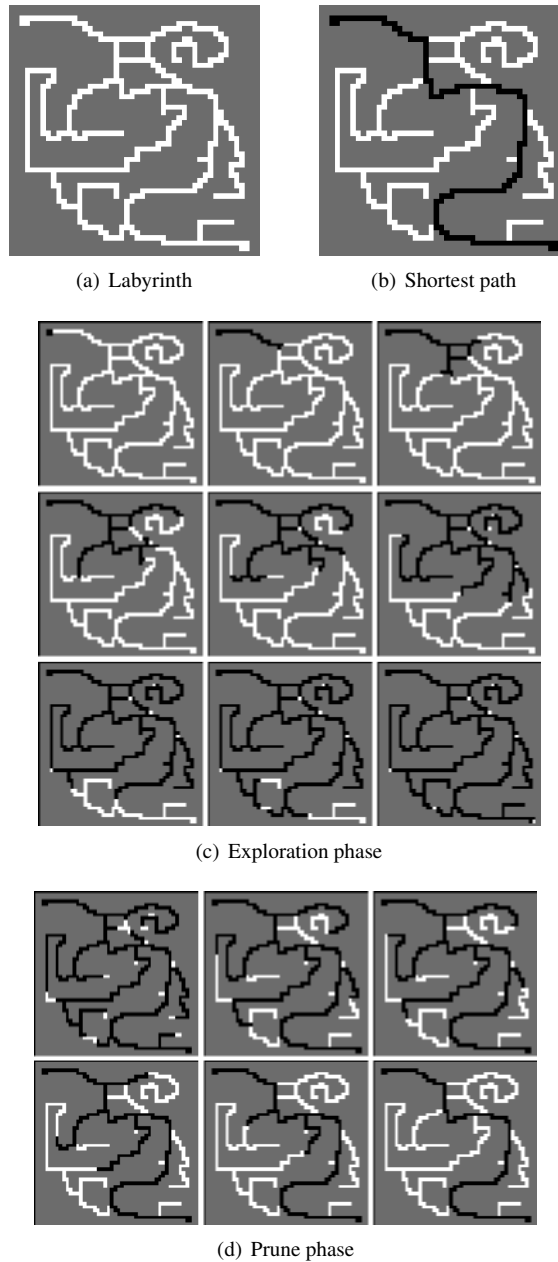 (a) Labyrinth
(b) Shortest path
(c) Exploration phase
(d) Prune phase